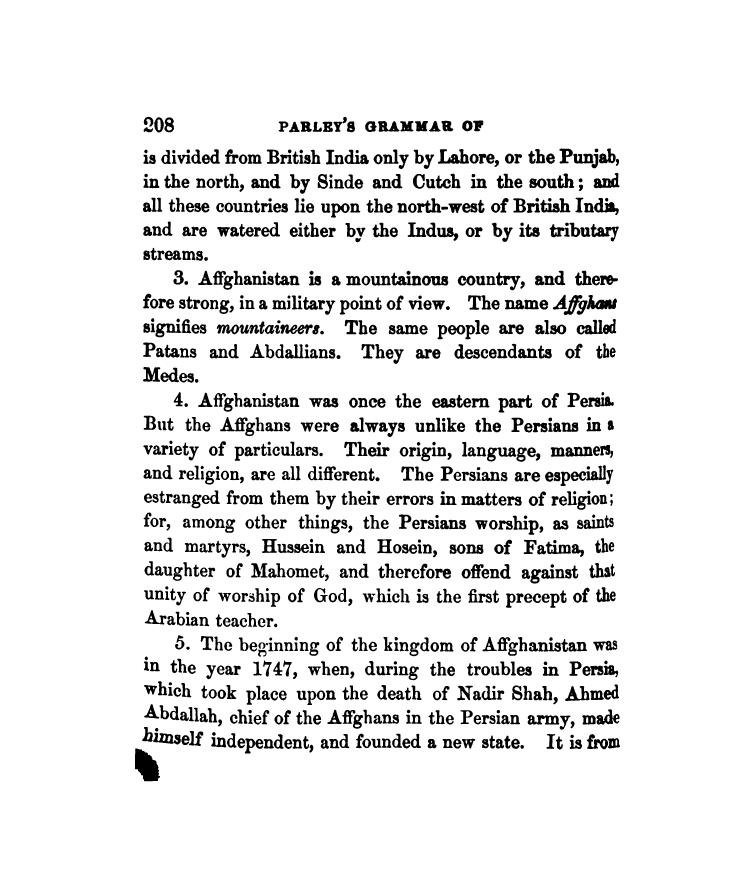 208 PARLEY'S GRAMMAR OF
is divided from British India only by Lahore, or the Punjab,
in the north, and by Sinde and Cutch in the south; and
all these countries lie upon the north-west of British India,
and are watered either by the Indus, or by its tributary
streams.
3. Affghanistan is a mountainous country, and there-
fore strong, in a military point of view. The name Affghans
signifies mountaineers. The same people are also called
Patans and Abdallians. They are descendants of the
Medes.
4. Affghanistan was once the eastern part of Persia.
But the Affghans were always unlike the Persians in a
variety of particulars. Their origin, language, manners,
and religion, are all different. The Persians are especially
estranged from them by their errors in matters of religion;
for, among other things, the Persians worship, as saints
and martyrs, Hussein and Hosein, sons of Fatima, the
daughter of Mahomet, and therefore offend against that
unity of worship of God, which is the first precept of the
Arabian teacher.
5. The beginning of the kingdom of Affghanistan was
in the year 1747, when, during the troubles in Persia,
which took place upon the death of Nadir Shah, Ahmed
Abdallah, chief of the Affghans in the Persian army, made
himself independent, and founded a new state. It is from